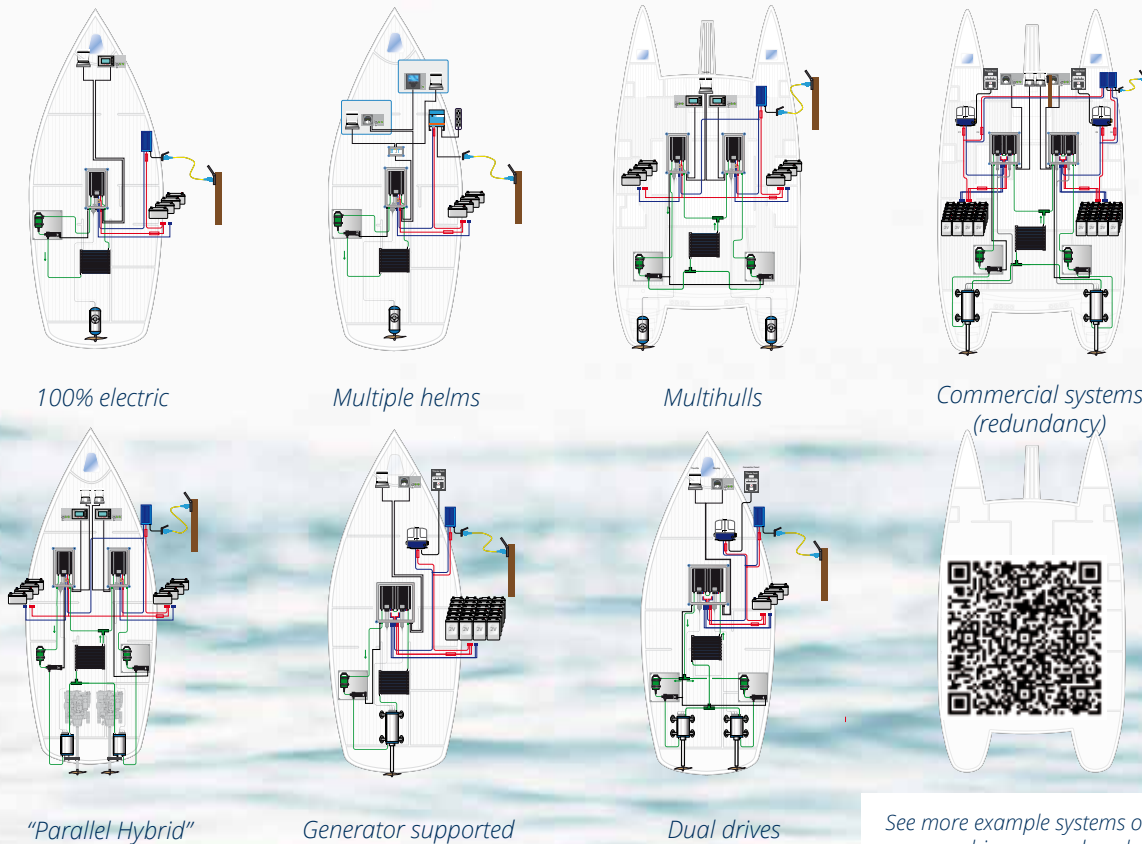 100% electric
Multiple helms
Multihulls
Commercial systems
(redundancy)
"Parallel Hybrid"
Generator supported
Dual drives
See more example systems o